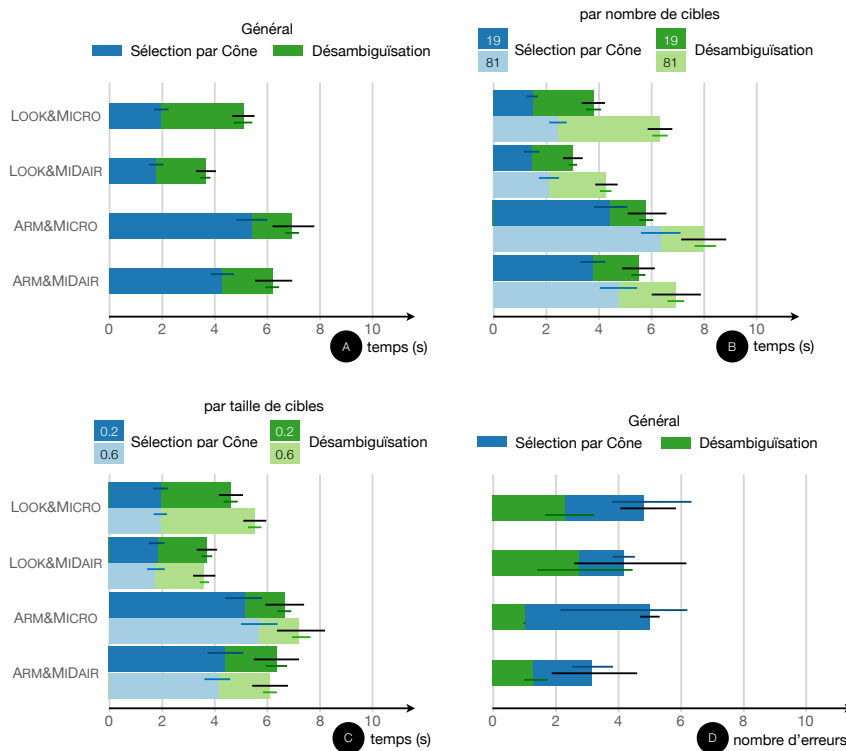 Général
Sélection par Cône Désambiguïsation
LOOK&MICRO
LOOK&MIDAIR
ARM&MICRO
ARM&MIDAIR
0 2 4 6 8 10
A temps (s)
par nombre de cibles
19 Sélection par Cône 19 Désambiguïsation
81 81
0 2 4 6 8 10
B temps (s)
par taille de cibles
0.2 Sélection par Cône 0.2 Désambiguïsation
0.6 0.6
LOOK&MICRO
LOOK&MIDAIR
ARM&MICRO
ARM&MIDAIR
0 2 4 6 8 10
C temps (s)
Général
Sélection par Cône Désambiguïsation
0 2 4 6 8 10
D nombre d'erreurs